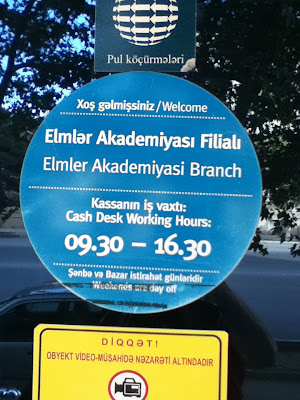 Pul köçürmələri
Xoş gəlmişsiniz/Welcome
Elmlər Akademiyası Filialı
Elmler Akademiyasi Branch
Kassanın iş vaxtı:
Cash Desk Working Hours:
09.30 – 16.30
Şənbə və Bazar istirahət günləridir
Weekends are day off
DİQQƏT!
OBYEKT VİDEO-MÜŞAHİDƏ NƏZARƏTİ ALTINDADIR